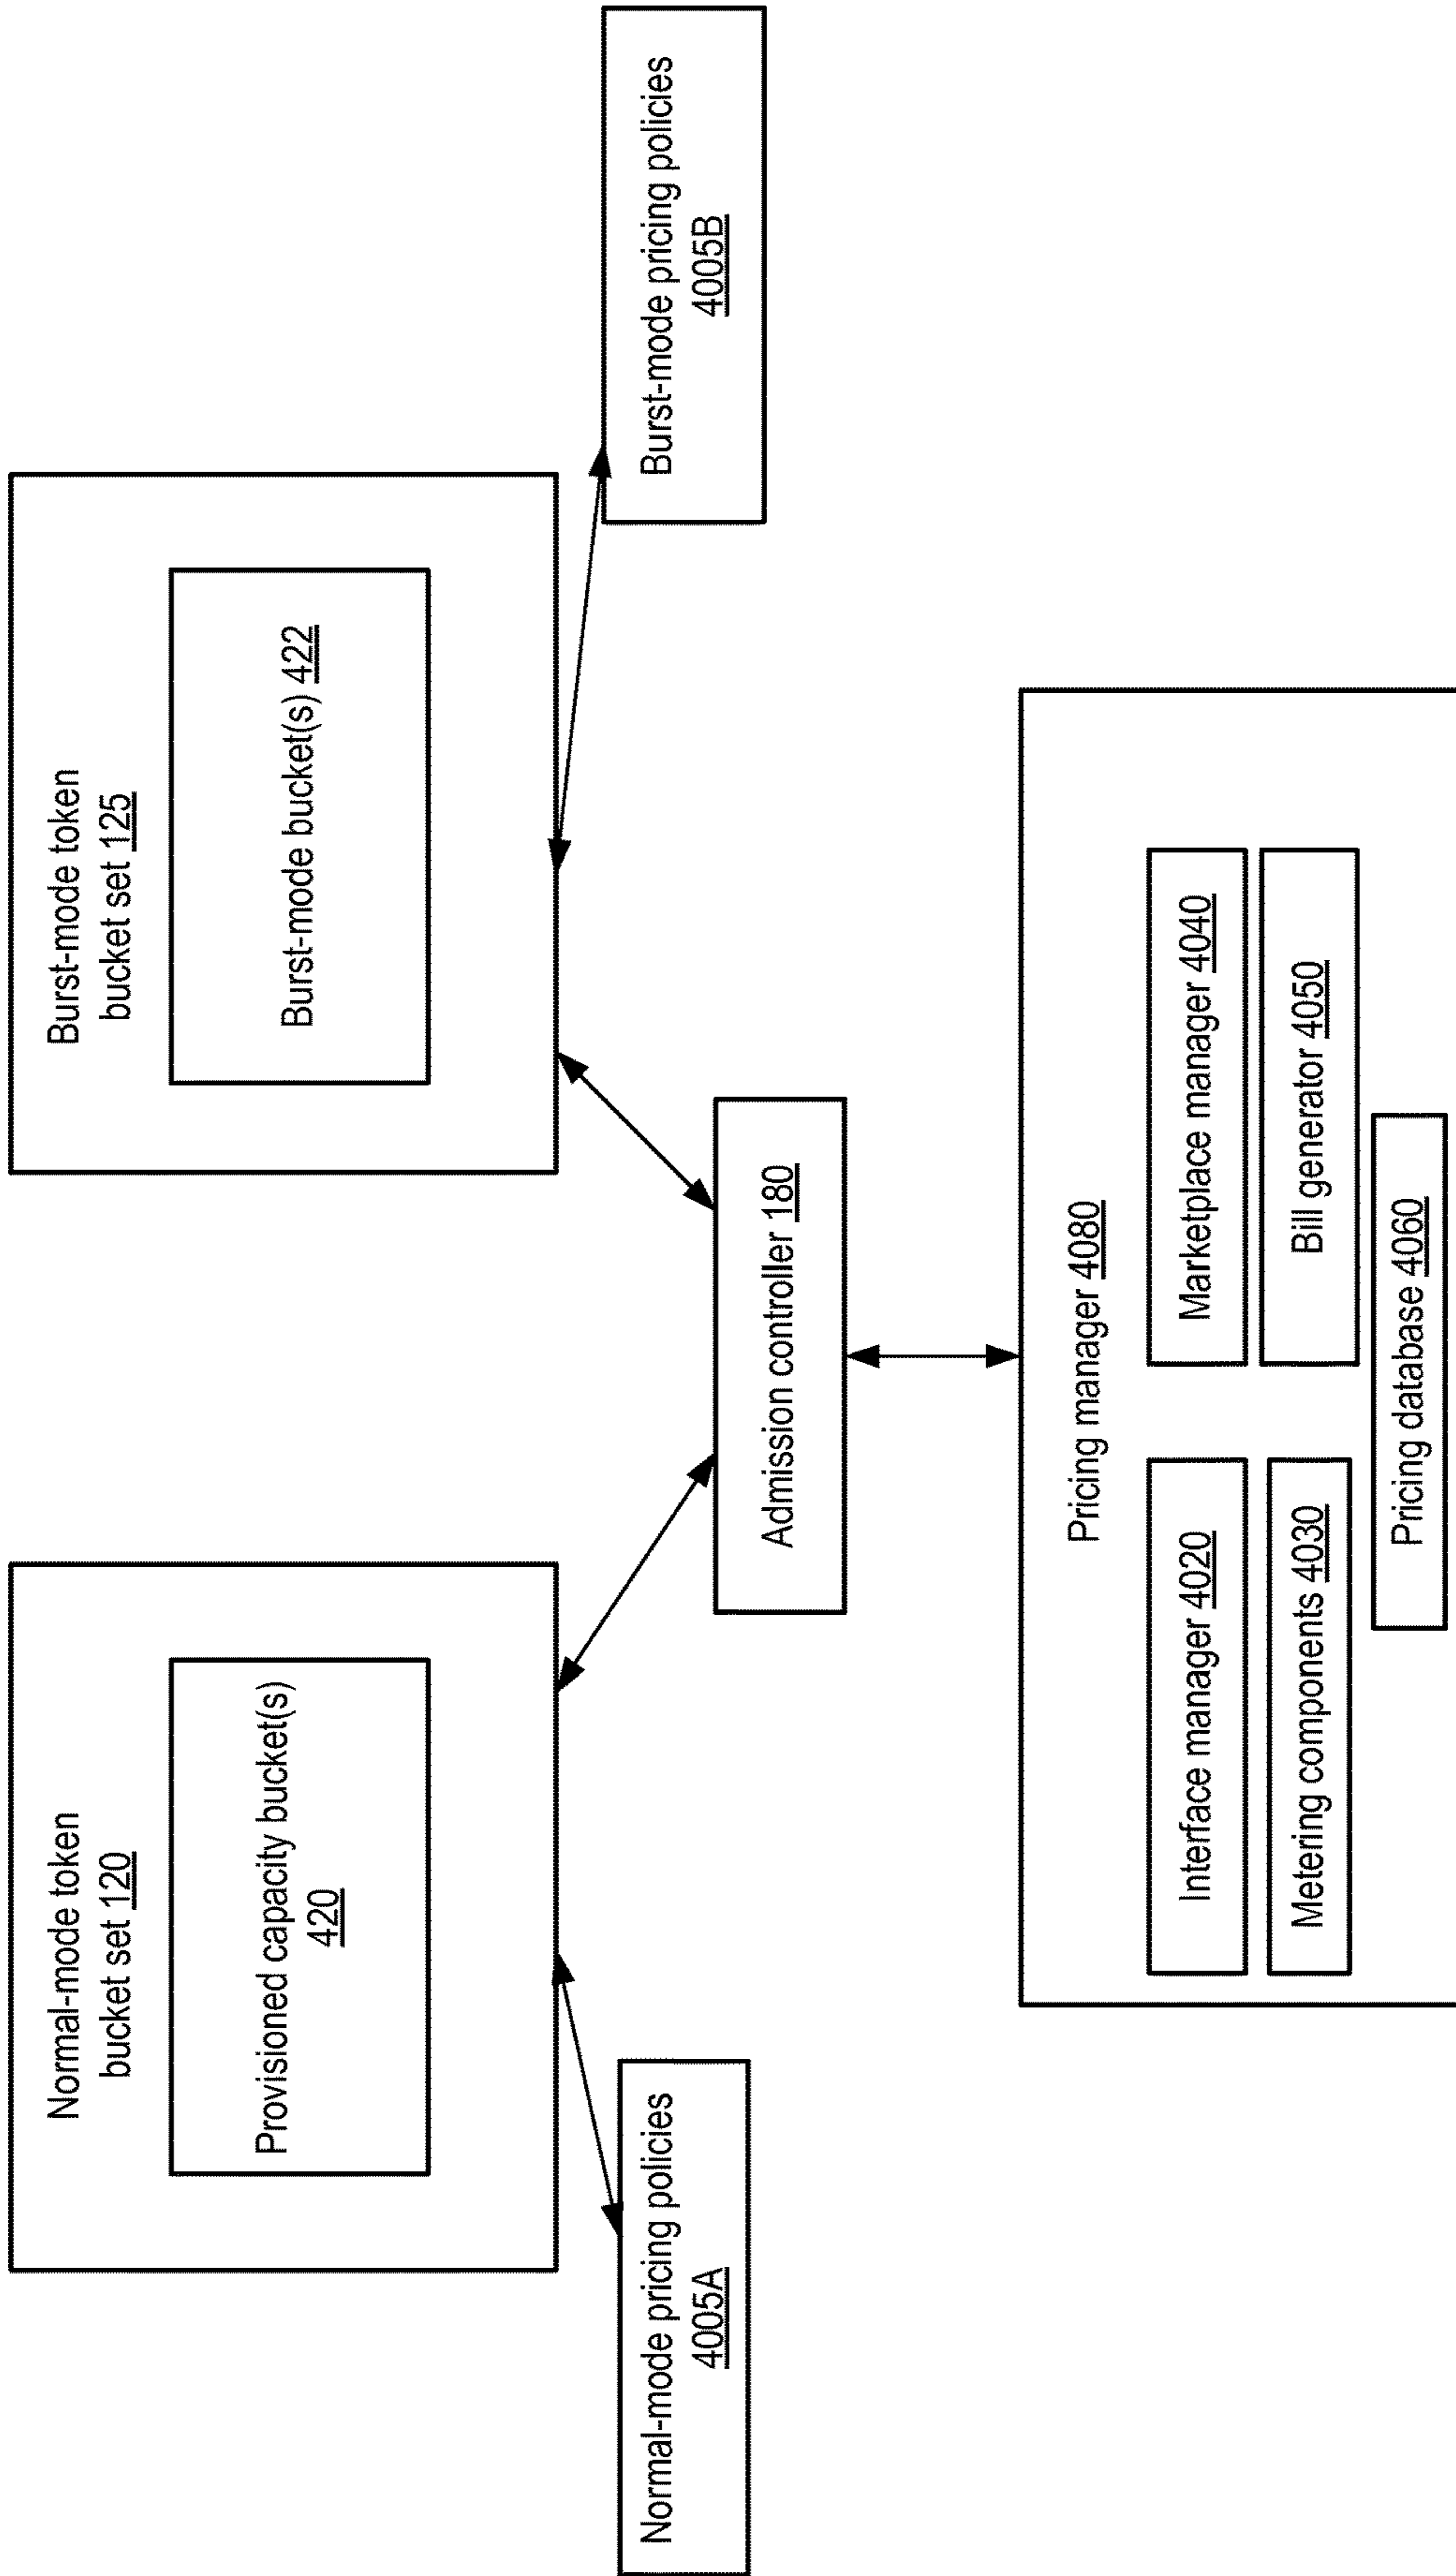 Normal-mode token
bucket set 120
Provisioned capacity bucket(s)
420
Burst-mode token
bucket set 125
Burst-mode bucket(s) 422
Normal-mode pricing policies
4005A
Admission controller 180
Burst-mode pricing policies
4005B
Pricing manager 4080
Interface manager 4020
Marketplace manager 4040
Metering components 4030
Bill generator 4050
Pricing database 4060